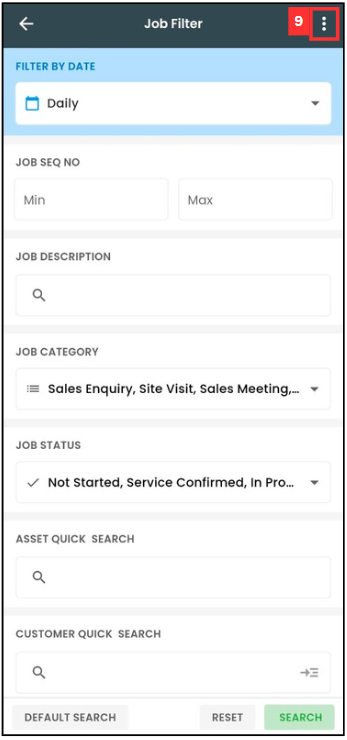 Job Filter
9
FILTER BY DATE
Daily
JOB SEQ NO
Min Max
JOB DESCRIPTION
JOB CATEGORY
Sales Enquiry, Site Visit, Sales Meeting,...
JOB STATUS
Not Started, Service Confirmed, In Pro...
ASSET QUICK SEARCH
CUSTOMER QUICK SEARCH
DEFAULT SEARCH RESET SEARCH